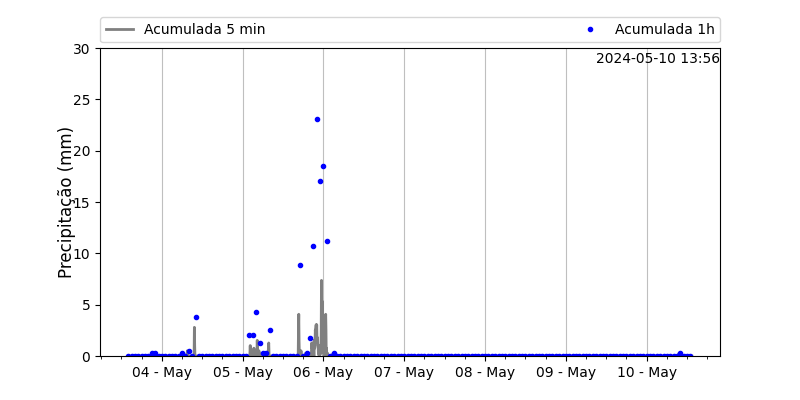 Acumulada 5 min
Acumulada 1h
2024-05-10 13:56
Precipitação (mm)
30
25
20
15
10
5
0
04 - May
05 - May
06 - May
07 - May
08 - May
09 - May
10 - May